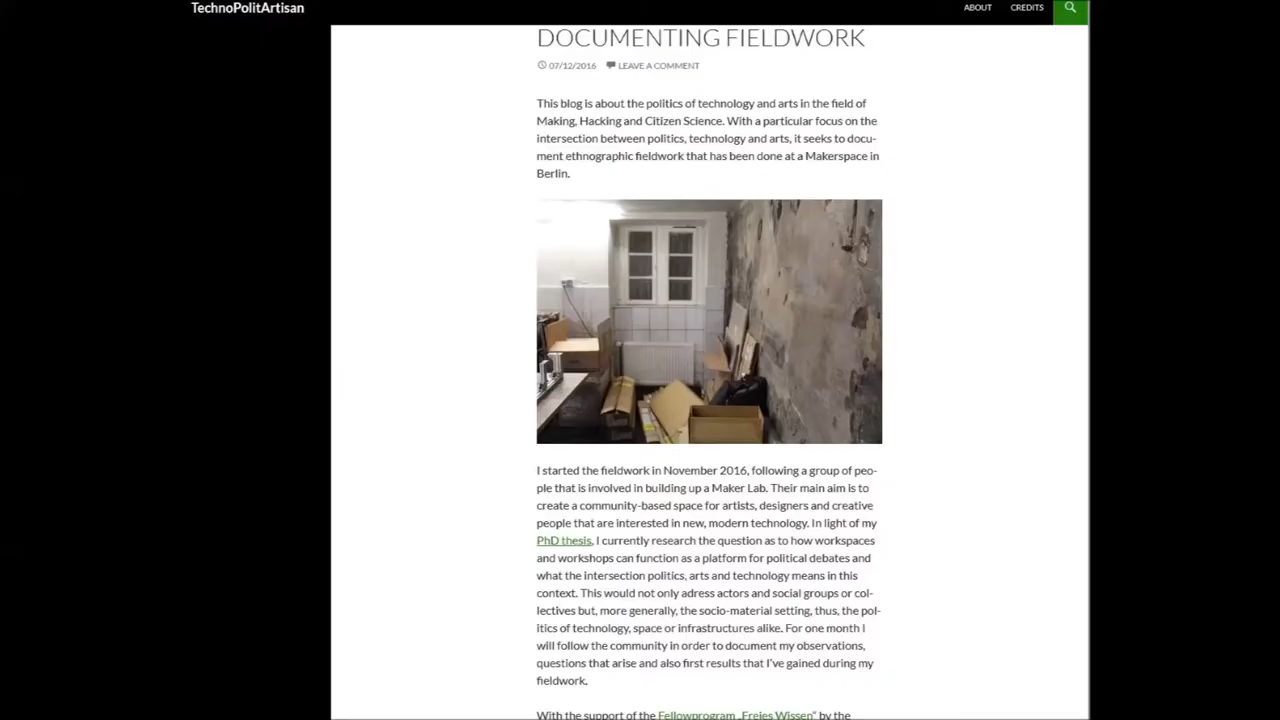 TechnoPolitArtisan
ABOUT CREDITS
DOCUMENTING FIELDWORK
07/12/2016 LEAVE A COMMENT
This blog is about the politics of technology and arts in the field of
Making, Hacking and Citizen Science. With a particular focus on the
intersection between politics, technology and arts, it seeks to docu-
ment ethnographic fieldwork that has been done at a Makerspace in
Berlin.
I started the fieldwork in November 2016, following a group of peo-
ple that is involved in building up a Maker Lab. Their main aim is to
create a community-based space for artists, designers and creative
people that are interested in new, modern technology. In light of my
PhD thesis, I currently research the question as to how workspaces
and workshops can function as a platform for political debates and
what the intersection politics, arts and technology means in this
context. This would not only adress actors and social groups or col-
lectives but, more generally, the socio-material setting, thus, the pol-
itics of technology, space or infrastructures alike. For one month I
will follow the community in order to document my observations,
questions that arise and also first results that I've gained during my
fieldwork.
With the support of the Fellowprogram „Freies Wissen“ by the